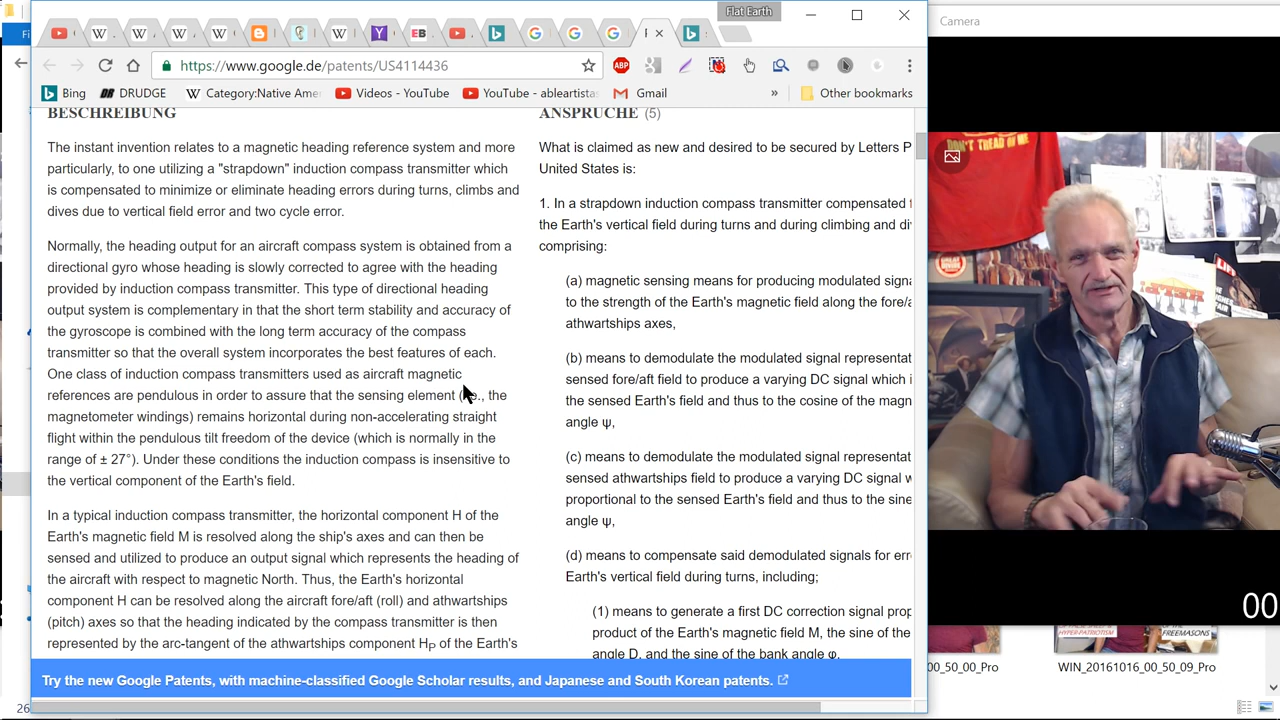 Flat Earth
Camera
https://www.google.de/patents/US4114436
ABP
Bing
DRUDGE
Category:Native Amer
Videos - YouTube
YouTube - ableartista
Gmail
»
Other bookmarks
BESCHREIBUNG
The instant invention relates to a magnetic heading reference system and more
particularly, to one utilizing a "strapdown" induction compass transmitter which
is compensated to minimize or eliminate heading errors during turns, climbs and
dives due to vertical field error and two cycle error.
Normally, the heading output for an aircraft compass system is obtained from a
directional gyro whose heading is slowly corrected to agree with the heading
provided by induction compass transmitter. This type of directional heading
output system is complementary in that the short term stability and accuracy of
the gyroscope is combined with the long term accuracy of the compass
transmitter so that the overall system incorporates the best features of each.
One class of induction compass transmitters used as aircraft magnetic
references are pendulous in order to assure that the sensing element (i.e., the
magnetometer windings) remains horizontal during non-accelerating straight
flight within the pendulous tilt freedom of the device (which is normally in the
range of ± 27°). Under these conditions the induction compass is insensitive to
the vertical component of the Earth's field.
In a typical induction compass transmitter, the horizontal component H of the
Earth's magnetic field M is resolved along the ship's axes and can then be
sensed and utilized to produce an output signal which represents the heading of
the aircraft with respect to magnetic North. Thus, the Earth's horizontal
component H can be resolved along the aircraft fore/aft (roll) and athwartships
(pitch) axes so that the heading indicated by the compass transmitter is then
represented by the arc-tangent of the athwartships component HP of the Earth's
ANSPRÜCHE (5)
What is claimed as new and desired to be secured by Letters P
United States is:
1. In a strapdown induction compass transmitter compensated f
the Earth's vertical field during turns and during climbing and di
comprising:
(a) magnetic sensing means for producing modulated signa
to the strength of the Earth's magnetic field along the fore/a
athwartships axes,
(b) means to demodulate the modulated signal representat
sensed fore/aft field to produce a varying DC signal which i
the sensed Earth's field and thus to the cosine of the magn
angle ψ,
(c) means to demodulate the modulated signal representat
sensed athwartships field to produce a varying DC signal w
proportional to the sensed Earth's field and thus to the sine
angle ψ,
(d) means to compensate said demodulated signals for erro
Earth's vertical field during turns, including;
(1) means to generate a first DC correction signal prop
product of the Earth's magnetic field M, the sine of the
angle D, and the sine of the bank angle φ,
Try the new Google Patents, with machine-classified Google Scholar results, and Japanese and South Korean patents.
DON'T TREAD OF ME
00
HYPER-PATRIOTISM
FREEMASONS
00_50_00_Pro
WIN_20161016_00_50_09_Pro
26